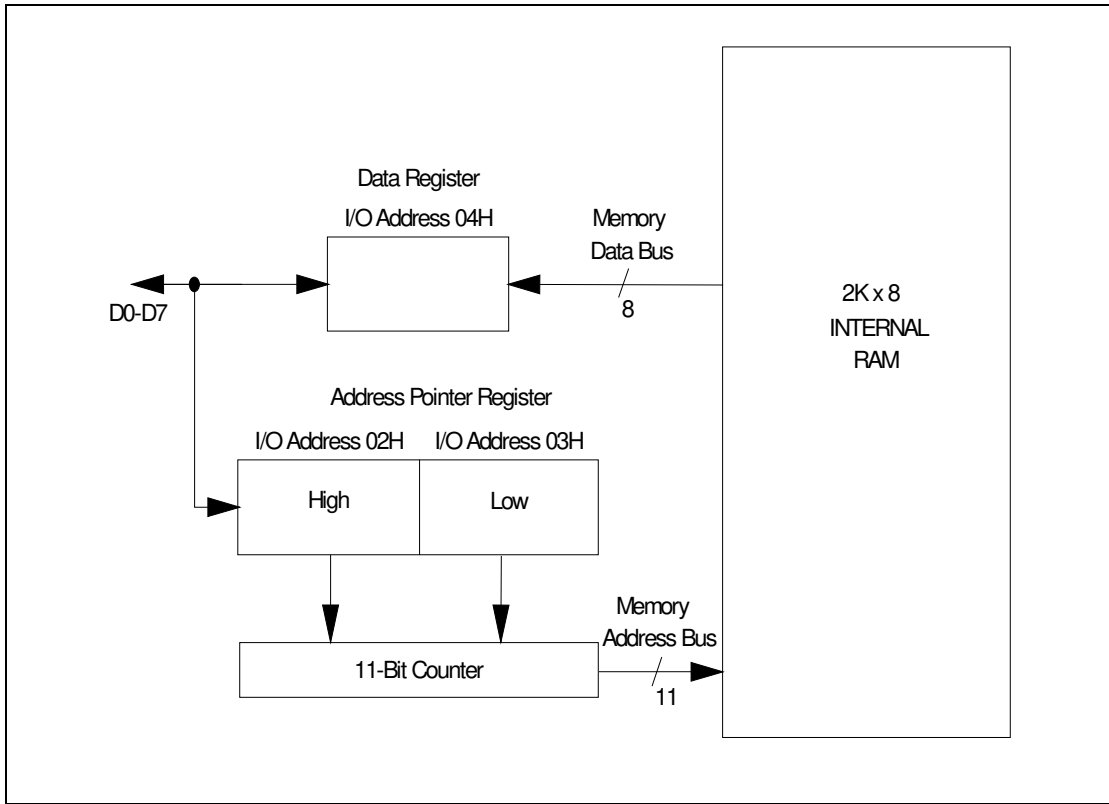 Data Register
I/O Address 04H
Memory
Data Bus
8
D0-D7
2K x 8
INTERNAL
RAM
Address Pointer Register
I/O Address 02H
I/O Address 03H
High
Low
Memory
Address Bus
11
11-Bit Counter